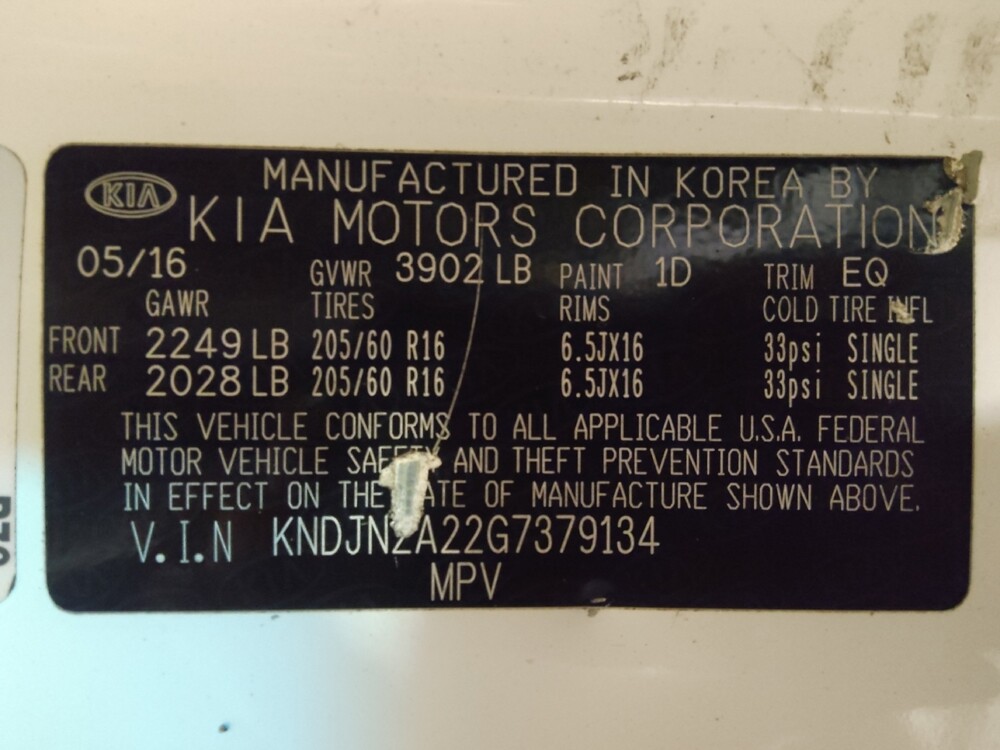 KIA
MANUFACTURED IN KOREA BY
KIA MOTORS CORPORATION
05/16 GVWR 3902 LB PAINT 1D TRIM EQ
GAWR TIRES RIMS COLD TIRE INFL
FRONT 2249 LB 205/60 R16 6.5JX16 33psi SINGLE
REAR 2028 LB 205/60 R16 6.5JX16 33psi SINGLE
THIS VEHICLE CONFORMS TO ALL APPLICABLE U.S.A. FEDERAL
MOTOR VEHICLE SAFETY AND THEFT PREVENTION STANDARDS
IN EFFECT ON THE DATE OF MANUFACTURE SHOWN ABOVE.
V.I.N KNDJN2A22G7379134
MPV